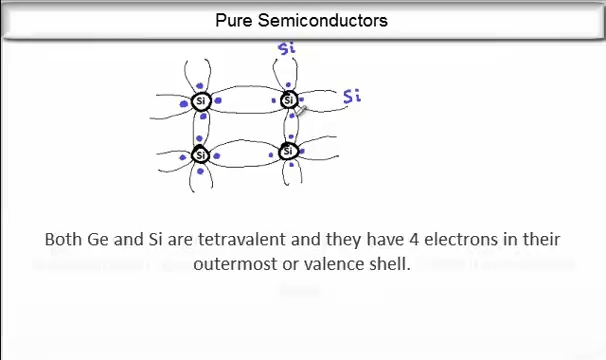 Pure Semiconductors
Si
Si Si Si
Si Si
Both Ge and Si are tetravalent and they have 4 electrons in their
outermost or valence shell.